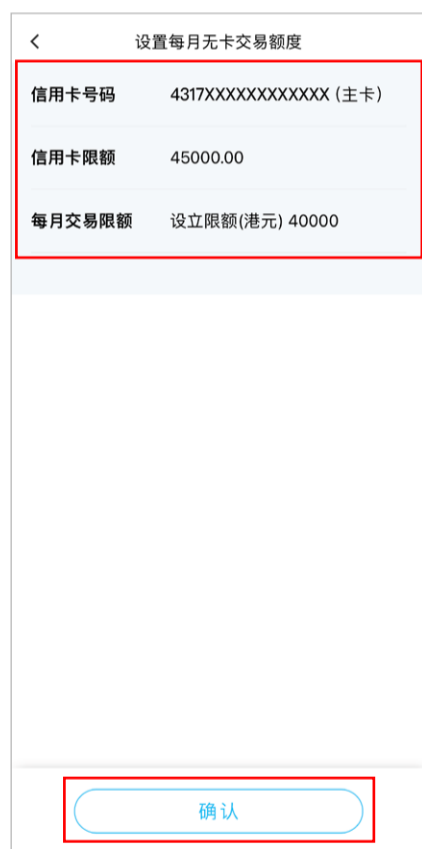 设置每月无卡交易额度
信用卡号码 4317XXXXXXXXXXXX (主卡)
信用卡限额 45000.00
每月交易限额 设立限额(港元) 40000
确认